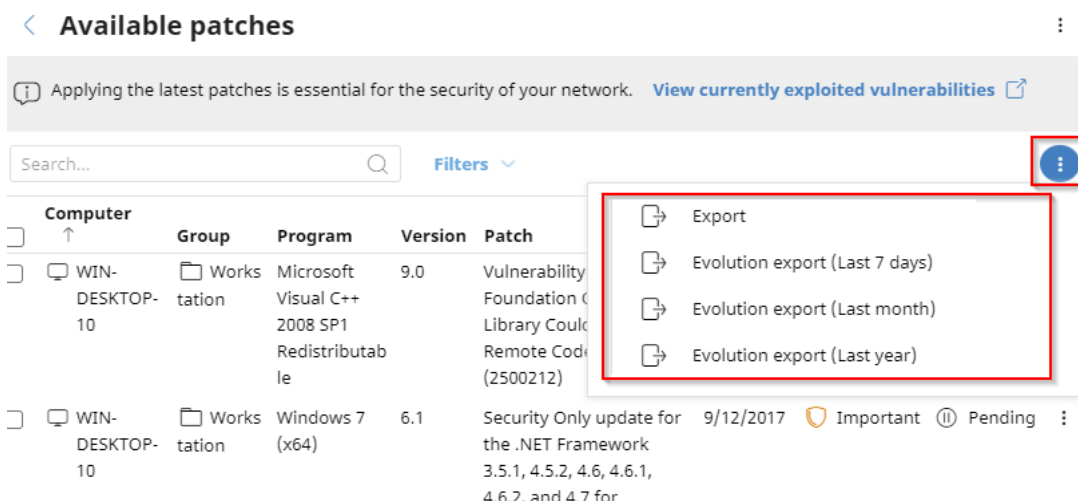 Available patches
Applying the latest patches is essential for the security of your network. View currently exploited vulnerabilities
Search...
Filters
Export
Evolution export (Last 7 days)
Evolution export (Last month)
Evolution export (Last year)
Computer Group Program Version Patch
WIN- Works Microsoft 9.0 Vulnerability
DESKTOP- tation Visual C++ Foundation
10 2008 SP1 Library
Redistributab Remote
le (2500212)
WIN- Works Windows 7 6.1 Security Only update for 9/12/2017 Important Pending
DESKTOP- tation (x64) the .NET Framework
10 3.5.1, 4.5.2, 4.6, 4.6.1,
4.6.2, and 4.7 for